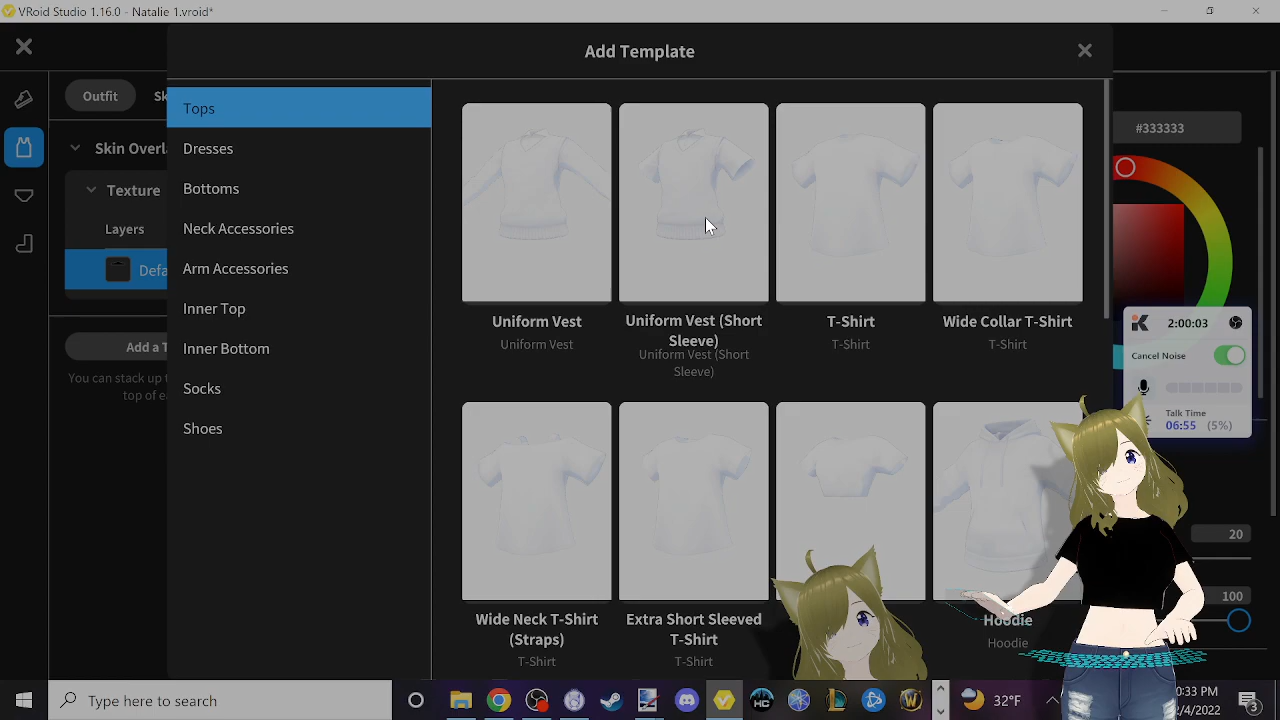 VRoid Studio 1.16.0 - Natalie 1.vroid*
Add Template
Outfit
Tops
#333333
Skin
Dresses
Texture
Bottoms
Layers
Neck Accessories
Arm Accessories
Inner Top
Uniform Vest
Uniform Vest
Uniform Vest (Short
Sleeve)
Uniform Vest (Short
Sleeve)
T-Shirt
T-Shirt
Wide Collar T-Shirt
T-Shirt
2:00:03
Cancel Noise
Add a
Inner Bottom
You can stack up
top of
Socks
Shoes
Talk Time
06:55 (5%)
20
100
Wide Neck T-Shirt
(Straps)
T-Shirt
Extra Short Sleeved
T-Shirt
T-Shirt
Hoodie
Hoodie
Type here to search
HC
W
32°F
0:33 PM
2/4/2022
3